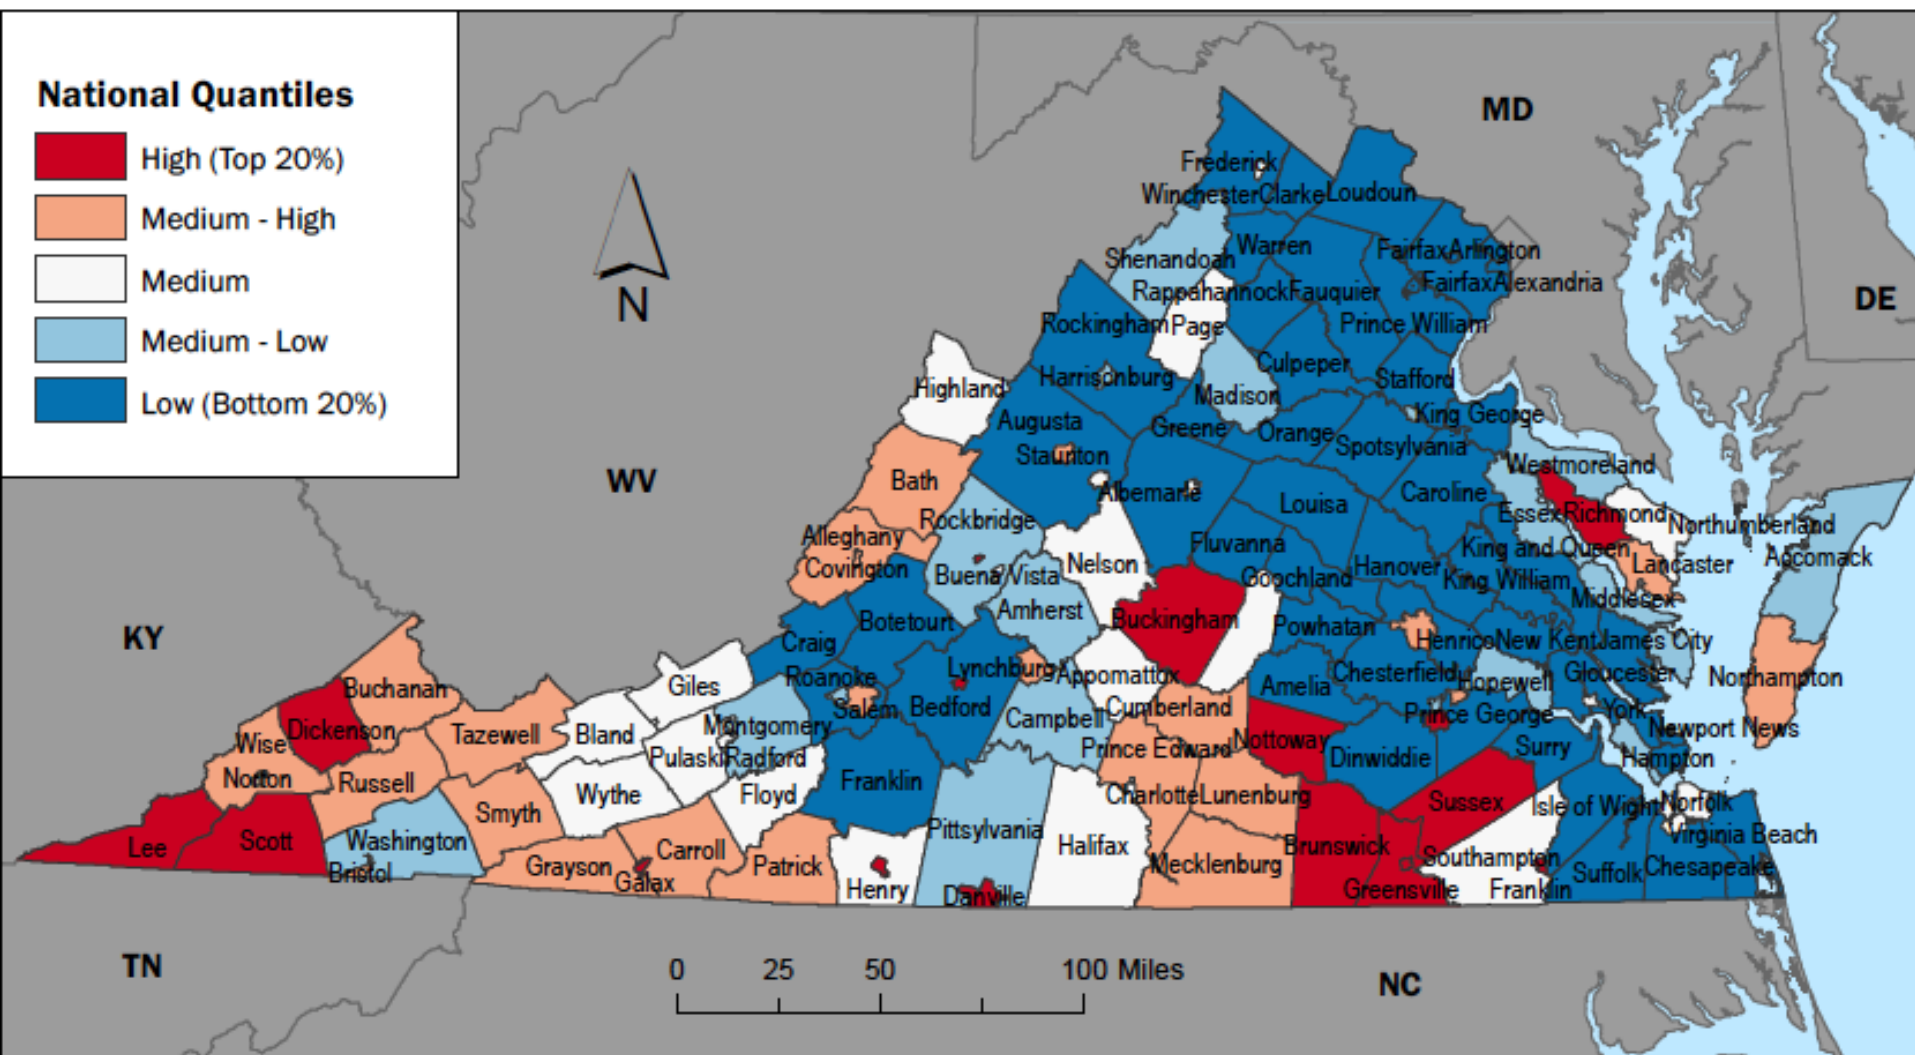 National Quantiles
High (Top 20%)
Medium - High
Medium
Medium - Low
Low (Bottom 20%)
N
MD
DE
WV
KY
TN
NC
Frederick
Winchester
Clarke
Loudoun
Shenandoah
Warren
Fairfax
Arlington
Fairfax
Alexandria
Rappahannock
Fauquier
Rockingham
Page
Prince William
Culpeper
Harrisonburg
Madison
Stafford
Highland
Augusta
Greene
Orange
King George
Spotsylvania
Staunton
Westmoreland
Bath
Albemarle
Louisa
Caroline
Rockbridge
Essex
Richmond
Northumberland
Alleghany
Fluvanna
King and Queen
Accomack
Covington
Buena Vista
Nelson
Goochland
Hanover
King William
Lancaster
Middlesex
Amherst
Botetourt
Buckingham
Powhatan
Henrico
New Kent
James City
Craig
Roanoke
Lynchburg
Appomattox
Chesterfield
Hopewell
Gloucester
Northampton
Buchanan
Giles
Amelia
Salem
Bedford
Campbell
Cumberland
Prince George
York
Newport News
Dickenson
Tazewell
Bland
Montgomery
Wise
Pulaski
Radford
Prince Edward
Nottoway
Dinwiddie
Surry
Hampton
Norton
Russell
Wythe
Floyd
Franklin
Charlotte
Lunenburg
Sussex
Isle of Wight
Norfolk
Smyth
Lee
Scott
Washington
Pittsylvania
Halifax
Brunswick
Southampton
Virginia Beach
Bristol
Grayson
Galax
Carroll
Patrick
Henry
Danville
Mecklenburg
Greensville
Franklin
Suffolk
Chesapeake
0 25 50 100 Miles